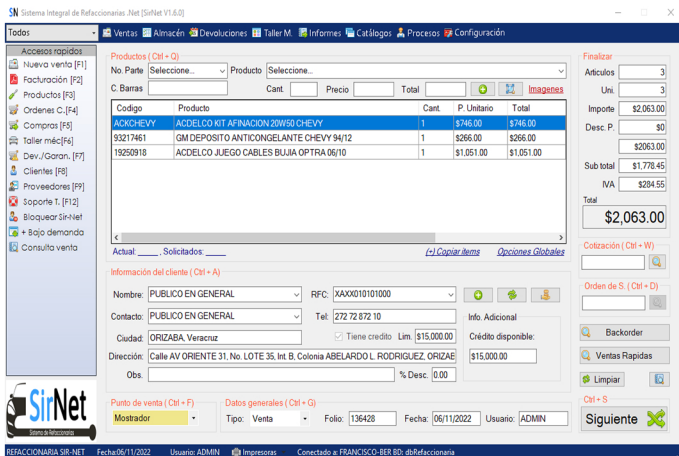 SN Sistema Integral de Refaccionarias .Net [SirNet V1.6.0]
Todos Ventas Almacén Devoluciones Taller M. Informes Catálogos Procesos Configuración
Accesos rapidos
Nueva venta [F1]
Facturación [F2]
Productos [F3]
Ordenes C.[F4]
Compras [F5]
Taller méc[F6]
Dev./Garan. [F7]
Clientes [F8]
Proveedores [F9]
Soporte T. [F12]
Bloquear Sir-Net
+ Bajo demanda
Consulta venta
Productos ( Ctrl + Q)
No. Parte Seleccione... Producto Seleccione...
C. Barras Cant. Precio Total Imagenes
Codigo Producto Cant. P. Unitario Total
ACKCHEVY ACDELCO KIT AFINACION 20W50 CHEVY 1 $746.00 $746.00
93217461 GM DEPOSITO ANTICONGELANTE CHEVY 94/12 1 $266.00 $266.00
19250918 ACDELCO JUEGO CABLES BUJIA OPTRA 06/10 1 $1,051.00 $1,051.00
Actual: _____ , Solicitados: _____ (+) Copiar items Opciones Globales
Información del cliente ( Ctrl + A)
Nombre: PUBLICO EN GENERAL RFC: XAXX010101000
Contacto: PUBLICO EN GENERAL Tel: 272 72 872 10 Info. Adicional
Ciudad: ORIZABA, Veracruz Tiene credito Lim. $15,000.00 Crédito disponible:
Dirección: Calle AV ORIENTE 31, No. LOTE 35, Int. B, Colonia ABELARDO L. RODRIGUEZ, ORIZAB $15,000.00
Obs. % Desc. 0.00
Punto de venta ( Ctrl + F) Datos generales ( Ctrl + G)
Mostrador Tipo: Venta Folio: 136428 Fecha: 06/11/2022 Usuario: ADMIN
Finalizar
Articulos 3
Uni. 3
Importe $2,063.00
Desc. P. $0
$2063.00
Sub total $1,778.45
IVA $284.55
Total
$2,063.00
Cotización ( Ctrl + W)
Orden de S. ( Ctrl + D)
Backorder
Ventas Rapidas
Limpiar
Ctrl + S
Siguiente
SirNet
Sistema de Refaccionarias
REFACCIONARIA SIR-NET Fecha:06/11/2022 Usuario: ADMIN Impresoras Conectado a: FRANCISCO-BER BD: dbRefaccionaria